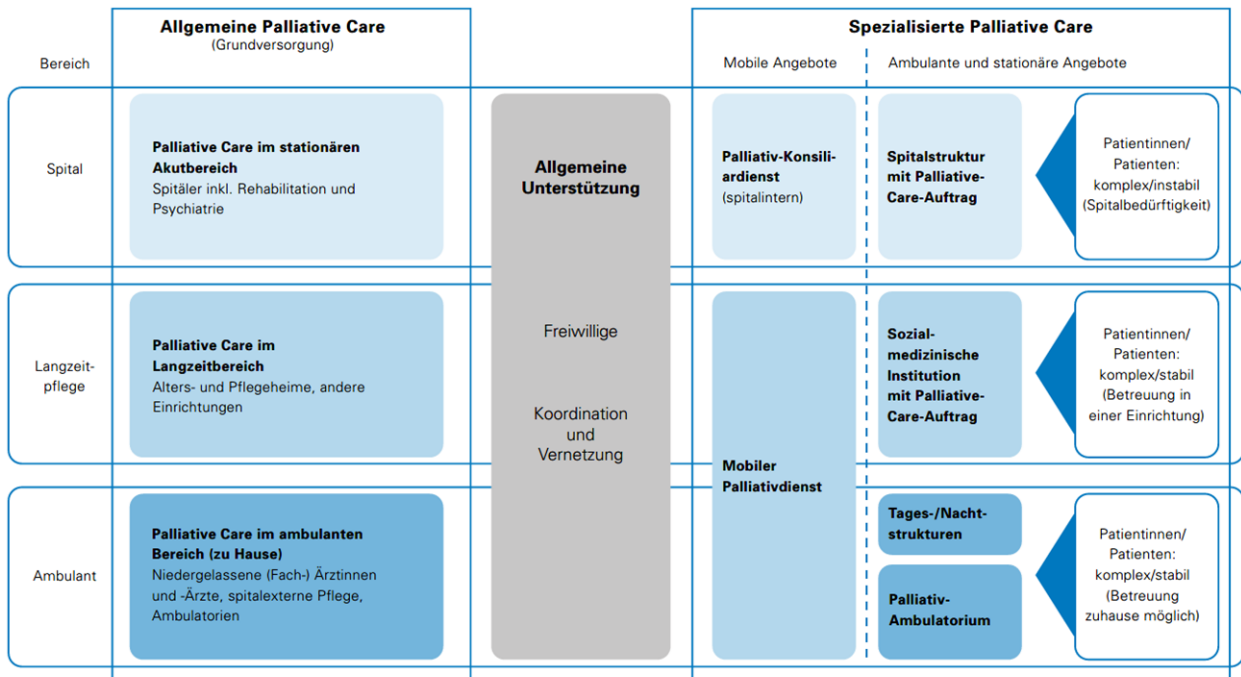 Allgemeine Palliative Care
(Grundversorgung)
Spezialisierte Palliative Care
Bereich
Mobile Angebote
Ambulante und stationäre Angebote
Spital
Palliative Care im stationären
Akutbereich
Spitäler inkl. Rehabilitation und
Psychiatrie
Allgemeine
Unterstützung
Palliativ-Konsili-
ardienst
(spitalintern)
Spitalstruktur
mit Palliative-
Care-Auftrag
Patientinnen/
Patienten:
komplex/instabil
(Spitalbedürftigkeit)
Langzeit-
pflege
Palliative Care im
Langzeitbereich
Alters- und Pflegeheime, andere
Einrichtungen
Freiwillige
Koordination
und
Vernetzung
Mobiler
Palliativdienst
Sozial-
medizinische
Institution
mit Palliative-
Care-Auftrag
Patientinnen/
Patienten:
komplex/stabil
(Betreuung in
einer Einrichtung)
Ambulant
Palliative Care im ambulanten
Bereich (zu Hause)
Niedergelassene (Fach-) Ärztinnen
und -Ärzte, spitalexterne Pflege,
Ambulatorien
Tages-/Nacht-
strukturen
Palliativ-
Ambulatorium
Patientinnen/
Patienten:
komplex/stabil
(Betreuung
zuhause möglich)